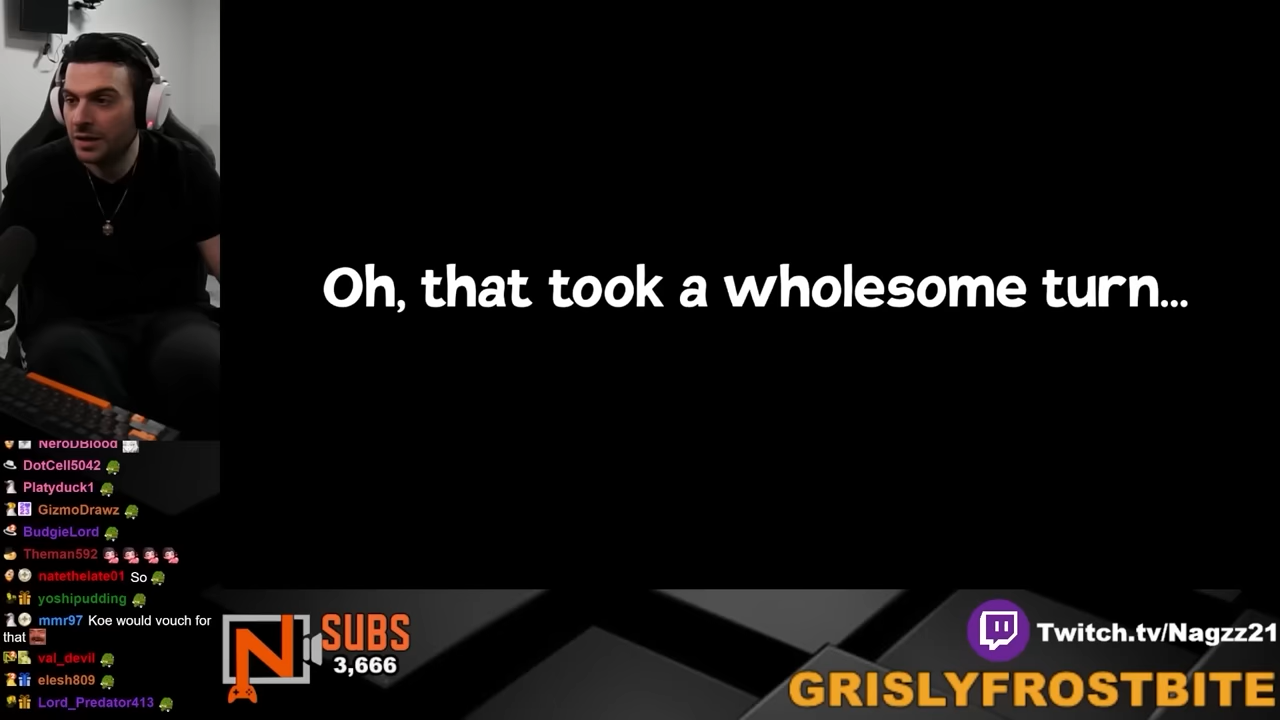 Oh, that took a wholesome turn...
NeroDBlood
DotCell5042
Platyduck1
GizmoDrawz
BudgieLord
Theman592
natethelate01 So
yoshipudding
mmr97 Koe would vouch for
that
val_devil
elesh809
Lord_Predator413
N
SUBS
3,666
Twitch.tv/Nagzz21
GRISLYFROSTBITE